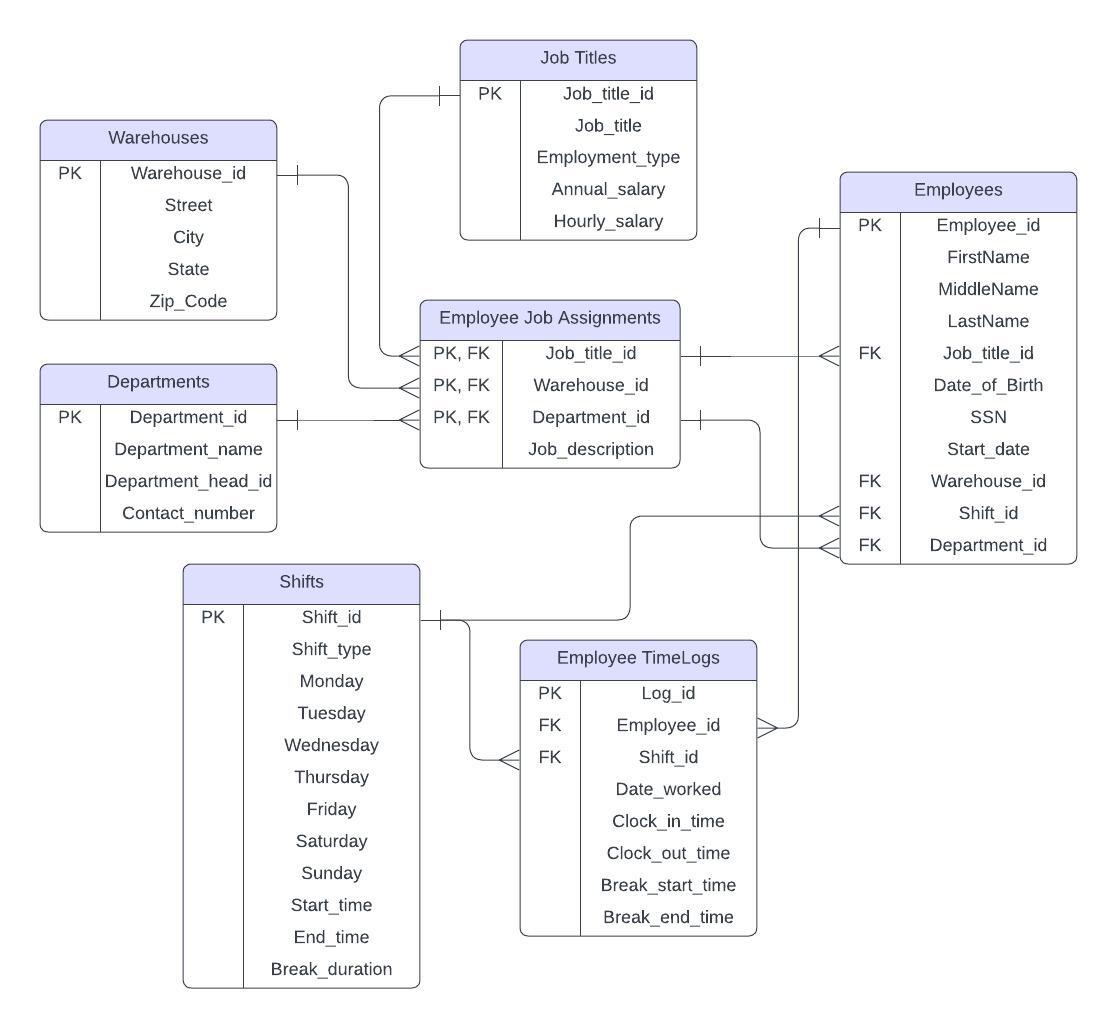 Job Titles
PK Job_title_id
Job_title
Employment_type
Annual_salary
Hourly_salary
Warehouses
PK Warehouse_id
Street
City
State
Zip_Code
Employees
PK Employee_id
FirstName
MiddleName
LastName
FK Job_title_id
Date_of_Birth
SSN
Start_date
FK Warehouse_id
FK Shift_id
FK Department_id
Employee Job Assignments
PK, FK Job_title_id
PK, FK Warehouse_id
PK, FK Department_id
Job_description
Departments
PK Department_id
Department_name
Department_head_id
Contact_number
Shifts
PK Shift_id
Shift_type
Monday
Tuesday
Wednesday
Thursday
Friday
Saturday
Sunday
Start_time
End_time
Break_duration
Employee TimeLogs
PK Log_id
FK Employee_id
FK Shift_id
Date_worked
Clock_in_time
Clock_out_time
Break_start_time
Break_end_time